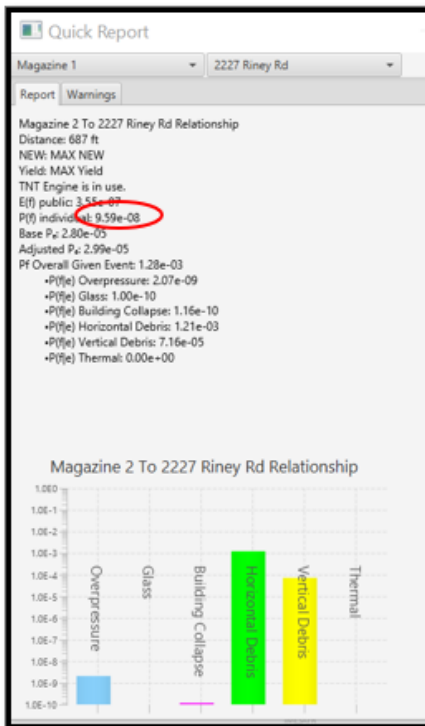 Quick Report
Magazine 1 2227 Riney Rd
Report Warnings
Magazine 2 To 2227 Riney Rd Relationship
Distance: 687 ft
NEW: MAX NEW
Yield: MAX Yield
TNT Engine is in use.
E(f) public: 3.55e-07
P(f) individual: 9.59e-08
Base Pₑ: 2.80e-05
Adjusted Pₑ: 2.99e-05
Pf Overall Given Event: 1.28e-03
•P(f|e) Overpressure: 2.07e-09
•P(f|e) Glass: 1.00e-10
•P(f|e) Building Collapse: 1.16e-10
•P(f|e) Horizontal Debris: 1.21e-03
•P(f|e) Vertical Debris: 7.16e-05
•P(f|e) Thermal: 0.00e+00
Magazine 2 To 2227 Riney Rd Relationship
1.0E0
1.0E-1
1.0E-2
1.0E-3
1.0E-4
1.0E-5
1.0E-6
1.0E-7
1.0E-8
1.0E-9
1.0E-10
Overpressure
Glass
Building Collapse
Horizontal Debris
Vertical Debris
Thermal